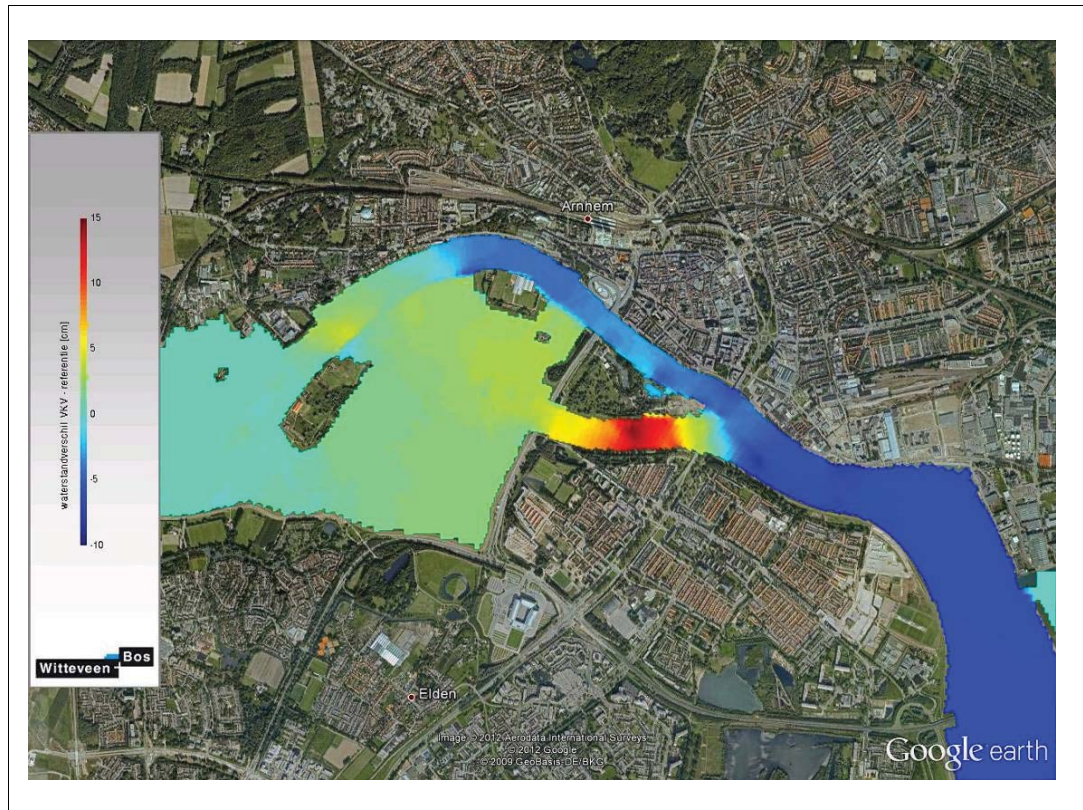 Arnhem
15
10
5
0
-5
-10
waterstandverschil VKV - referentie [cm]
Witteveen
Bos
Elden
Image © 2012 Aerodata International Surveys
© 2012 Google
© 2009 GeoBasis-DE/BKG
Google earth